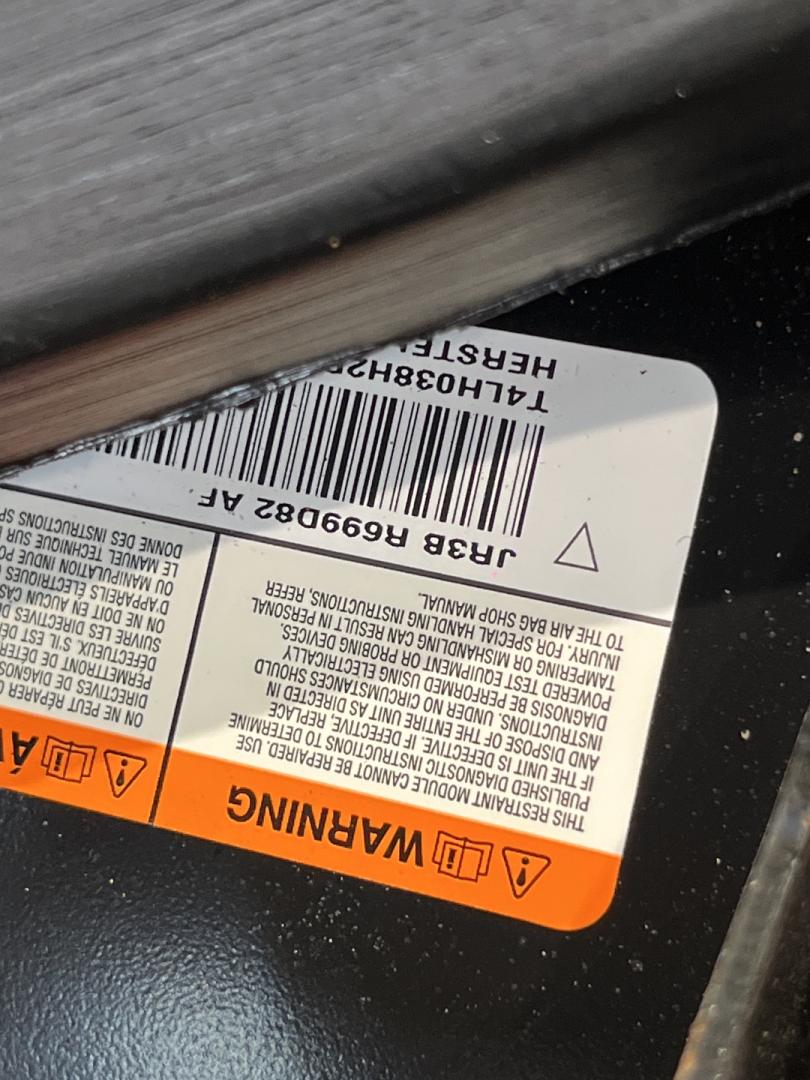 WARNING
THIS RESTRAINT MODULE CANNOT BE REPAIRED. USE
PUBLISHED DIAGNOSTIC INSTRUCTIONS TO DETERMINE
IF THE UNIT IS DEFECTIVE. IF DEFECTIVE, REPLACE
AND DISPOSE OF THE ENTIRE UNIT AS DIRECTED IN
INSTRUCTIONS. UNDER NO CIRCUMSTANCES SHOULD
DIAGNOSIS BE PERFORMED USING ELECTRICALLY
POWERED TEST EQUIPMENT OR PROBING DEVICES.
TAMPERING OR MISHANDLING CAN RESULT IN PERSONAL
INJURY. FOR SPECIAL HANDLING INSTRUCTIONS, REFER
TO THE AIR BAG SHOP MANUAL.
ON NE PEUT RÉPARER
DIRECTIVES DE
PERMETTRONT DE
DÉFECTUEUX. S'IL EST
SUIVRE LES DIRECTIVES
ON NE DOIT EN AUCUN CAS
D'APPAREILS ÉLECTRIQUES
OU MANIPULATION INDUE
LE MANUEL TECHNIQUE SUR
DONNE DES INSTRUCTIONS
JR3B R699D82 AF
T4LH038H2